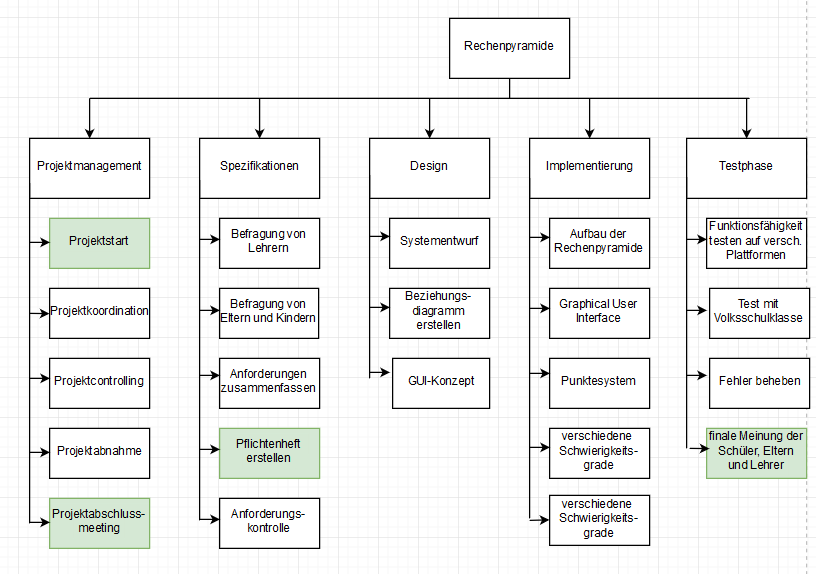 Rechenpyramide
Projektmanagement
Spezifikationen
Design
Implementierung
Testphase
Projektstart
Befragung von
Lehrern
Systementwurf
Aufbau der
Rechenpyramide
Funktionsfähigkeit
testen auf versch.
Plattformen
Projektkoordination
Befragung von
Eltern und Kindern
Beziehungs-
diagramm
erstellen
Graphical User
Interface
Test mit
Volksschulklasse
Projektcontrolling
Anforderungen
zusammenfassen
GUI-Konzept
Punktesystem
Fehler beheben
Projektabnahme
Pflichtenheft
erstellen
verschiedene
Schwierigkeits-
grade
finale Meinung der
Schüler, Eltern
und Lehrer
Projektabschluss-
meeting
Anforderungs-
kontrolle
verschiedene
Schwierigkeits-
grade